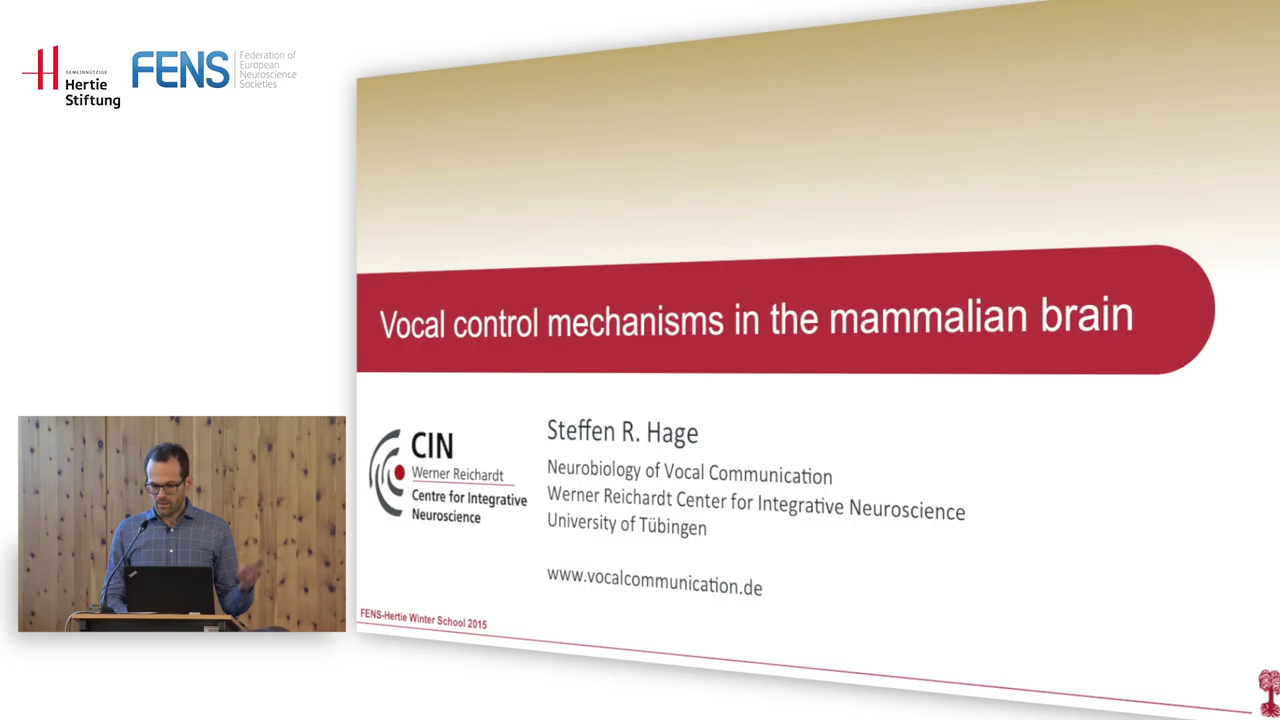 GEMEINNÜTZIGE
Hertie
Stiftung
FENS
Federation of
European
Neuroscience
Societies
Vocal control mechanisms in the mammalian brain
CIN
Werner Reichardt
Centre for Integrative
Neuroscience
Steffen R. Hage
Neurobiology of Vocal Communication
Werner Reichardt Center for Integrative Neuroscience
University of Tübingen
www.vocalcommunication.de
FENS-Hertie Winter School 2015